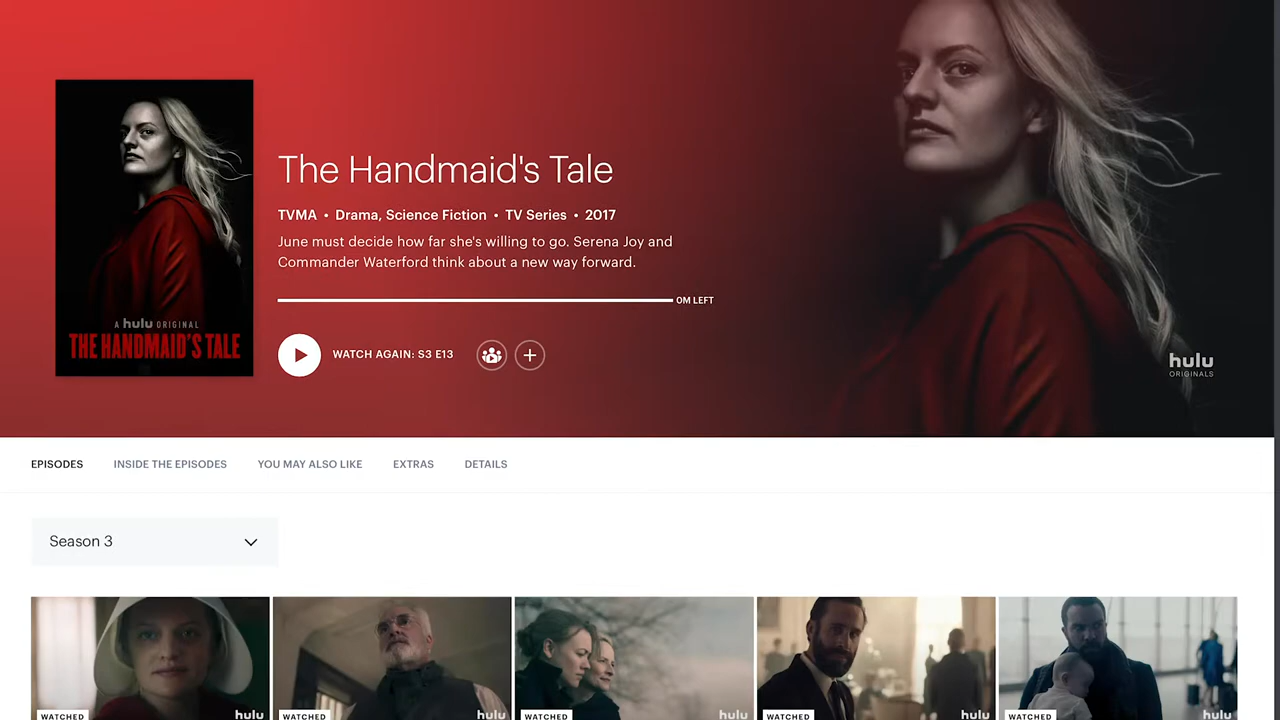 A hulu ORIGINAL
THE HANDMAID'S TALE
The Handmaid's Tale
TVMA • Drama, Science Fiction • TV Series • 2017
June must decide how far she's willing to go. Serena Joy and
Commander Waterford think about a new way forward.
0M LEFT
WATCH AGAIN: S3 E13
hulu
ORIGINALS
EPISODES INSIDE THE EPISODES YOU MAY ALSO LIKE EXTRAS DETAILS
Season 3
WATCHED hulu WATCHED hulu WATCHED hulu WATCHED hulu WATCHED hulu